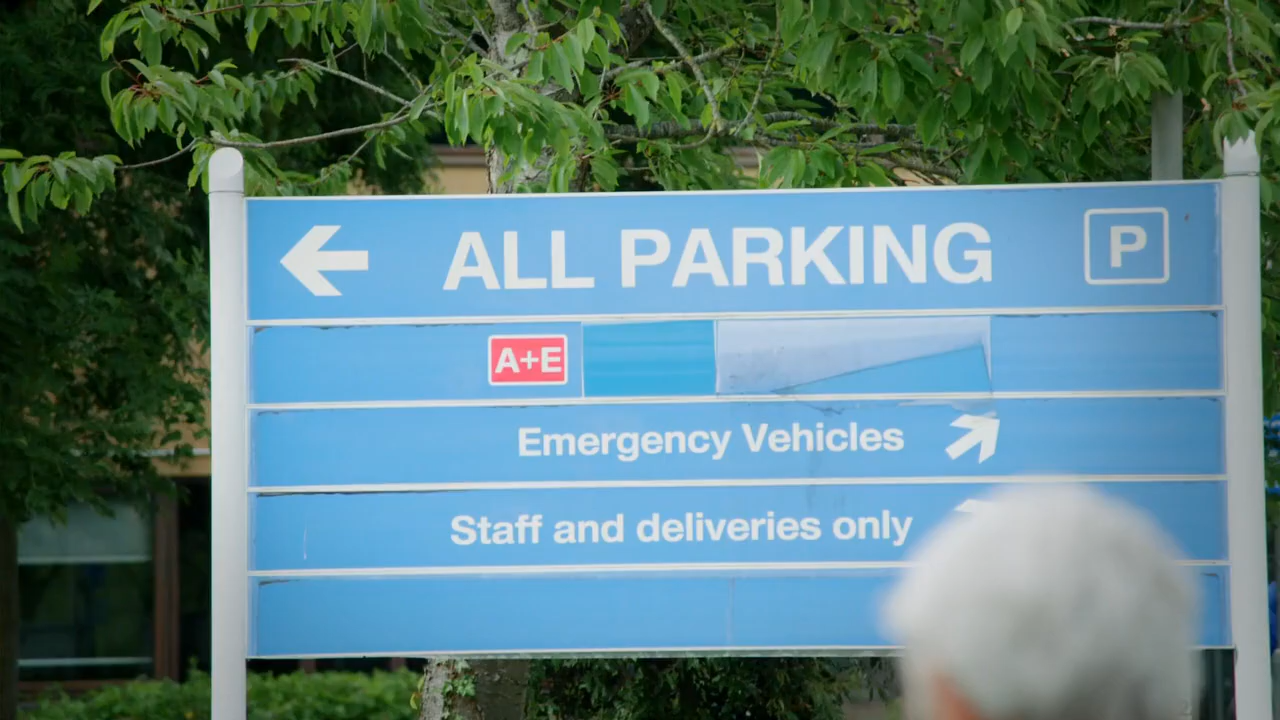 ALL PARKING P
A+E
Emergency Vehicles
Staff and deliveries only